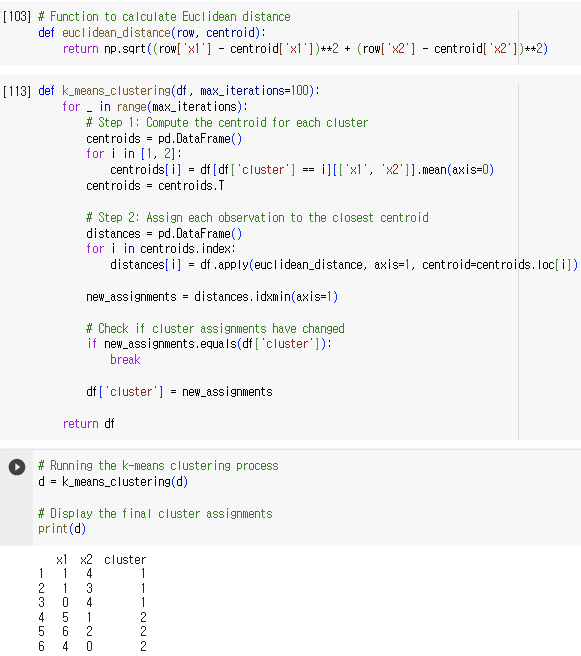 [103] # Function to calculate Euclidean distance
def euclidean_distance(row, centroid):
    return np.sqrt((row['x1'] - centroid['x1'])**2 + (row['x2'] - centroid['x2'])**2)
[113] def k_means_clustering(df, max_iterations=100):
    for _ in range(max_iterations):
        # Step 1: Compute the centroid for each cluster
        centroids = pd.DataFrame()
        for i in [1, 2]:
            centroids[i] = df[df['cluster'] == i][['x1', 'x2']].mean(axis=0)
        centroids = centroids.T
        # Step 2: Assign each observation to the closest centroid
        distances = pd.DataFrame()
        for i in centroids.index:
            distances[i] = df.apply(euclidean_distance, axis=1, centroid=centroids.loc[i])
        new_assignments = distances.idxmin(axis=1)
        # Check if cluster assignments have changed
        if new_assignments.equals(df['cluster']):
            break
        df['cluster'] = new_assignments
    return df
# Running the k-means clustering process
d = k_means_clustering(d)
# Display the final cluster assignments
print(d)
   x1  x2  cluster
1   1   4        1
2   1   3        1
3   0   4        1
4   5   1        2
5   6   2        2
6   4   0        2